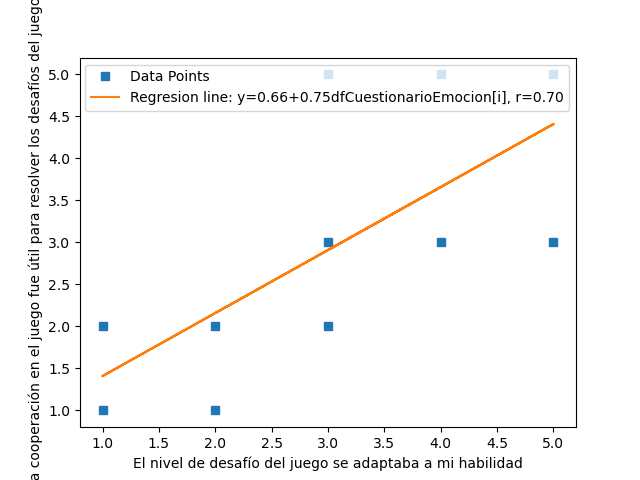 Data Points
Regresion line: y=0.66+0.75dfCuestionarioEmocion[i], r=0.70
5.0
4.5
4.0
3.5
3.0
2.5
2.0
1.5
1.0
a cooperación en el juego fue útil para resolver los desafíos del juego
1.0 1.5 2.0 2.5 3.0 3.5 4.0 4.5 5.0
El nivel de desafío del juego se adaptaba a mi habilidad